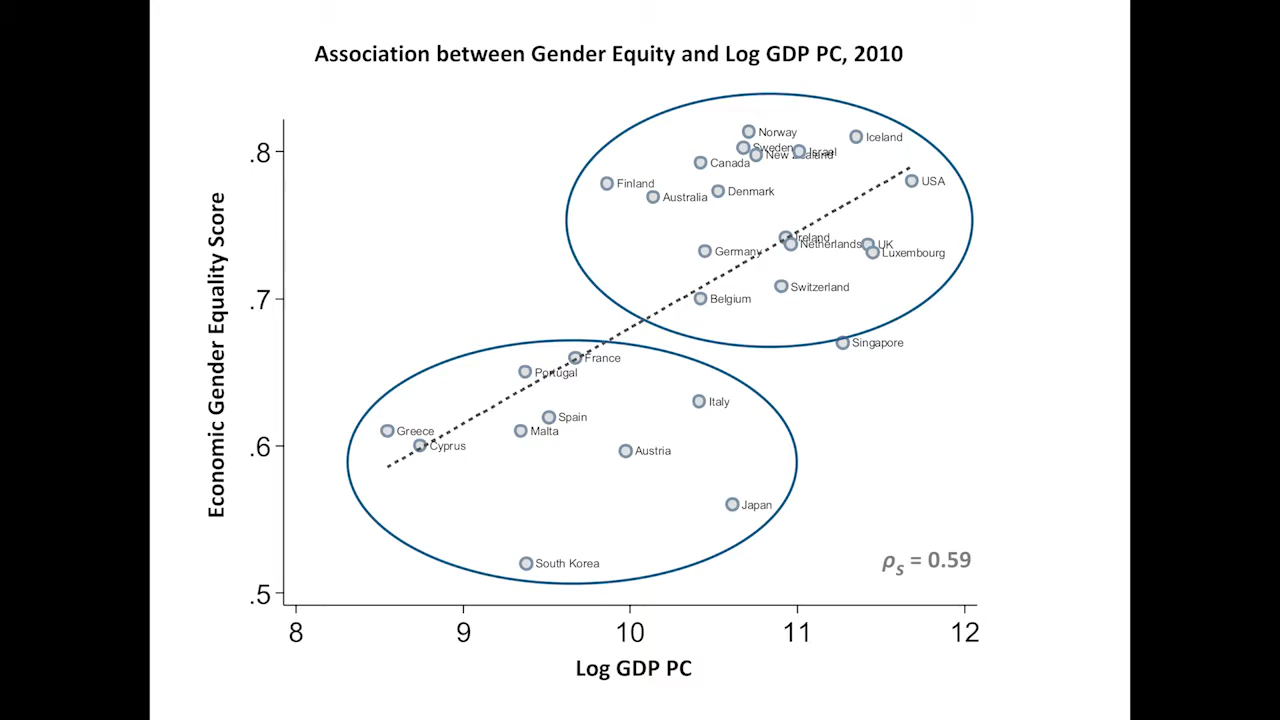 Association between Gender Equity and Log GDP PC, 2010
Economic Gender Equality Score
.8
.7
.6
.5
Norway
Iceland
Sweden
New Zealand
Israel
Canada
USA
Finland
Denmark
Australia
Ireland
Netherlands
UK
Germany
Luxembourg
Switzerland
Belgium
Singapore
France
Portugal
Italy
Spain
Greece
Malta
Cyprus
Austria
Japan
South Korea
ρs = 0.59
8 9 10 11 12
Log GDP PC